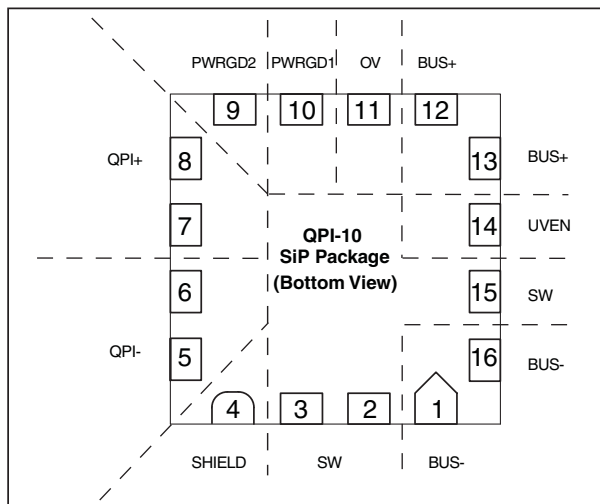 PWRGD2 PWRGD1 OV BUS+
9 10 11 12
QPI+ 8 13 BUS+
7 14 UVEN
QPI-10
SiP Package
(Bottom View)
6 15 SW
QPI- 5 16 BUS-
4 3 2 1
SHIELD SW BUS-